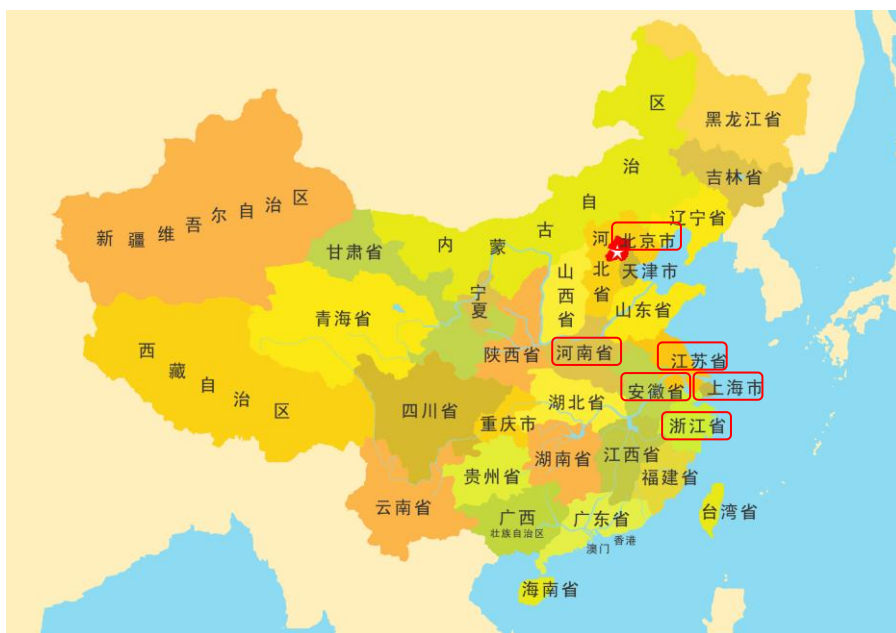 黑龙江省
吉林省
辽宁省
内蒙古自治区
新疆维吾尔自治区
甘肃省
北京市
河北省
天津市
山西省
宁夏
山东省
青海省
陕西省
河南省
江苏省
西藏自治区
安徽省
上海市
四川省
湖北省
重庆市
浙江省
湖南省
江西省
贵州省
福建省
云南省
广西
壮族自治区
广东省
台湾省
香港
澳门
海南省